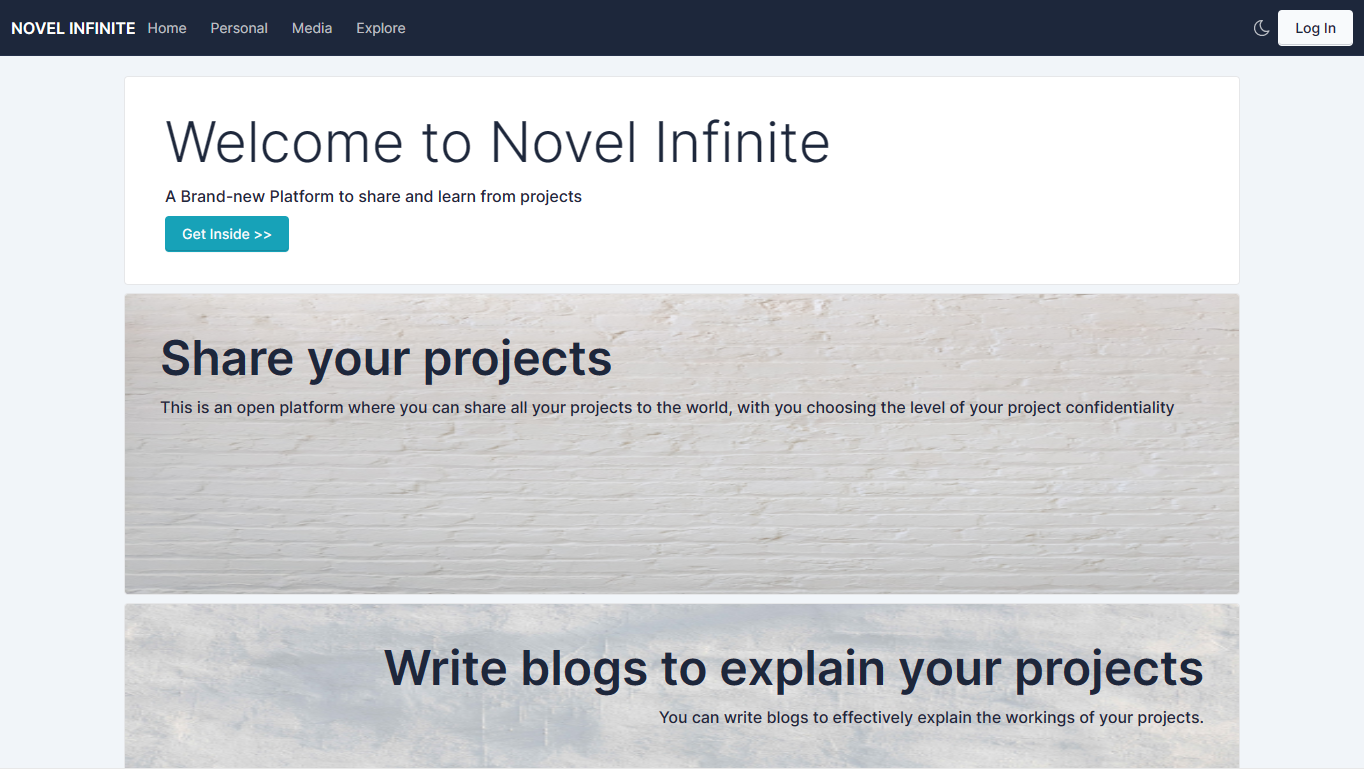 NOVEL INFINITE Home Personal Media Explore Log In
Welcome to Novel Infinite
A Brand-new Platform to share and learn from projects
Get Inside >>
Share your projects
This is an open platform where you can share all your projects to the world, with you choosing the level of your project confidentiality
Write blogs to explain your projects
You can write blogs to effectively explain the workings of your projects.